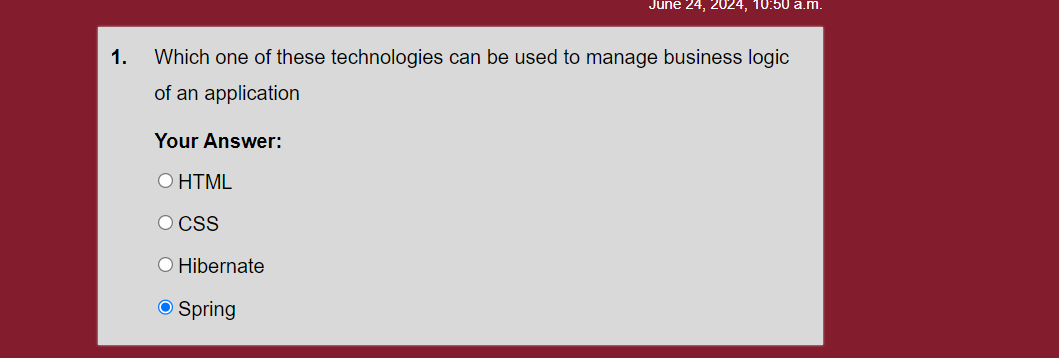 June 24, 2024, 10:50 a.m.
1. Which one of these technologies can be used to manage business logic
of an application
Your Answer:
HTML
CSS
Hibernate
Spring